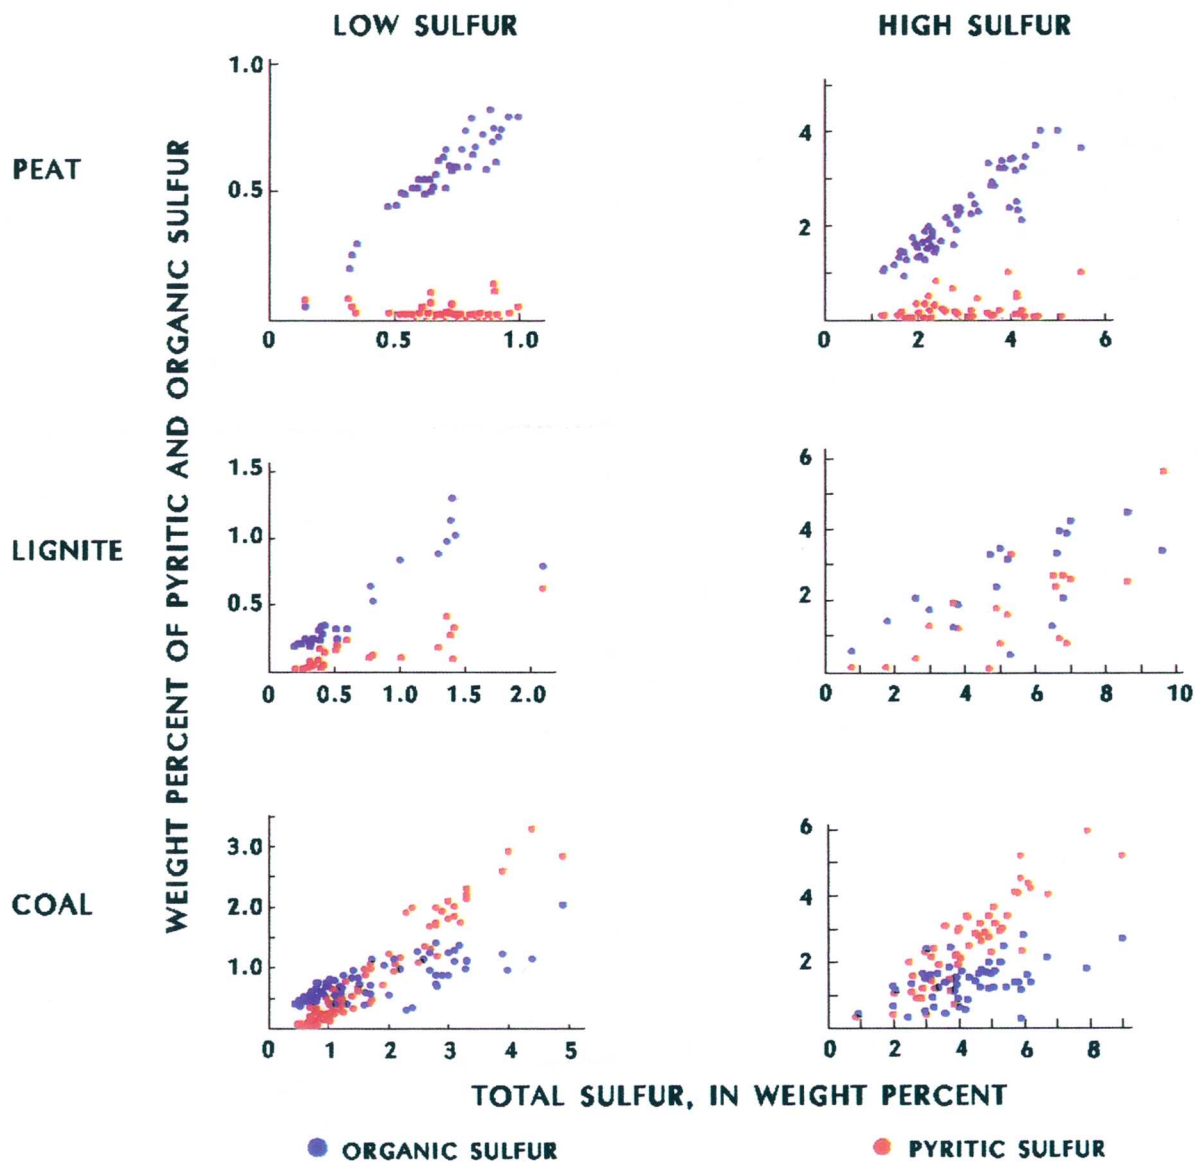 LOW SULFUR
HIGH SULFUR
WEIGHT PERCENT OF PYRITIC AND ORGANIC SULFUR
PEAT
1.0
0.5
0 0.5 1.0
4
2
0 2 4 6
LIGNITE
1.5
1.0
0.5
0 0.5 1.0 1.5 2.0
6
4
2
0 2 4 6 8 10
COAL
3.0
2.0
1.0
0 1 2 3 4 5
6
4
2
0 2 4 6 8
TOTAL SULFUR, IN WEIGHT PERCENT
ORGANIC SULFUR
PYRITIC SULFUR